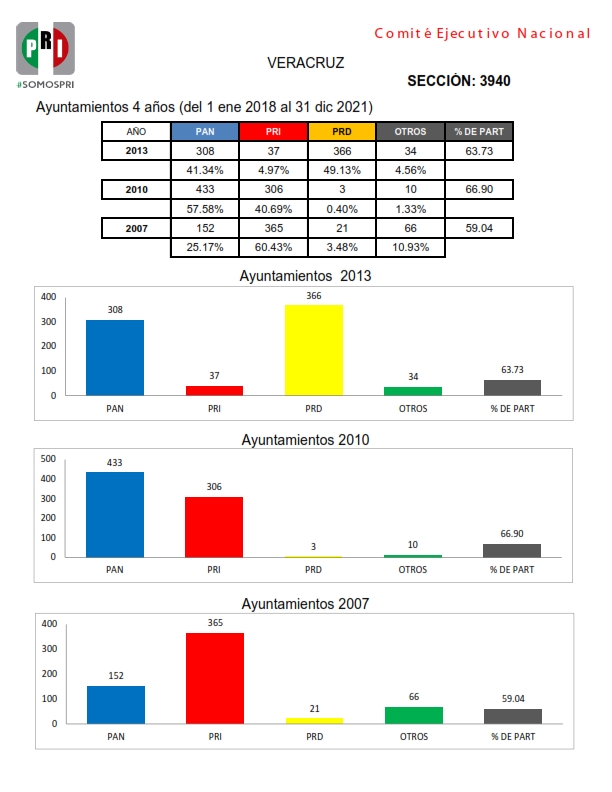 Comité Ejecutivo Nacional
PRI
#SOMOSPRI
VERACRUZ
SECCIÓN: 3940
Ayuntamientos 4 años (del 1 ene 2018 al 31 dic 2021)
AÑO PAN PRI PRD OTROS % DE PART
2013 308 37 366 34 63.73
41.34% 4.97% 49.13% 4.56%
2010 433 306 3 10 66.90
57.58% 40.69% 0.40% 1.33%
2007 152 365 21 66 59.04
25.17% 60.43% 3.48% 10.93%
Ayuntamientos 2013
400
300
200
100
0
308
37
366
34
63.73
PAN PRI PRD OTROS % DE PART
Ayuntamientos 2010
500
400
300
200
100
0
433
306
3
10
66.90
PAN PRI PRD OTROS % DE PART
Ayuntamientos 2007
400
300
200
100
0
152
365
21
66
59.04
PAN PRI PRD OTROS % DE PART